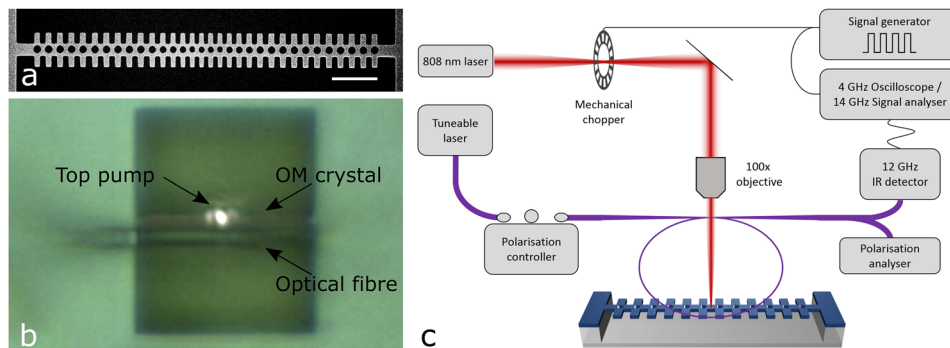 a
Top pump
OM crystal
Optical fibre
b
808 nm laser
Mechanical
chopper
Signal generator
4 GHz Oscilloscope /
14 GHz Signal analyser
Tuneable
laser
100x
objective
12 GHz
IR detector
Polarisation
controller
Polarisation
analyser
c